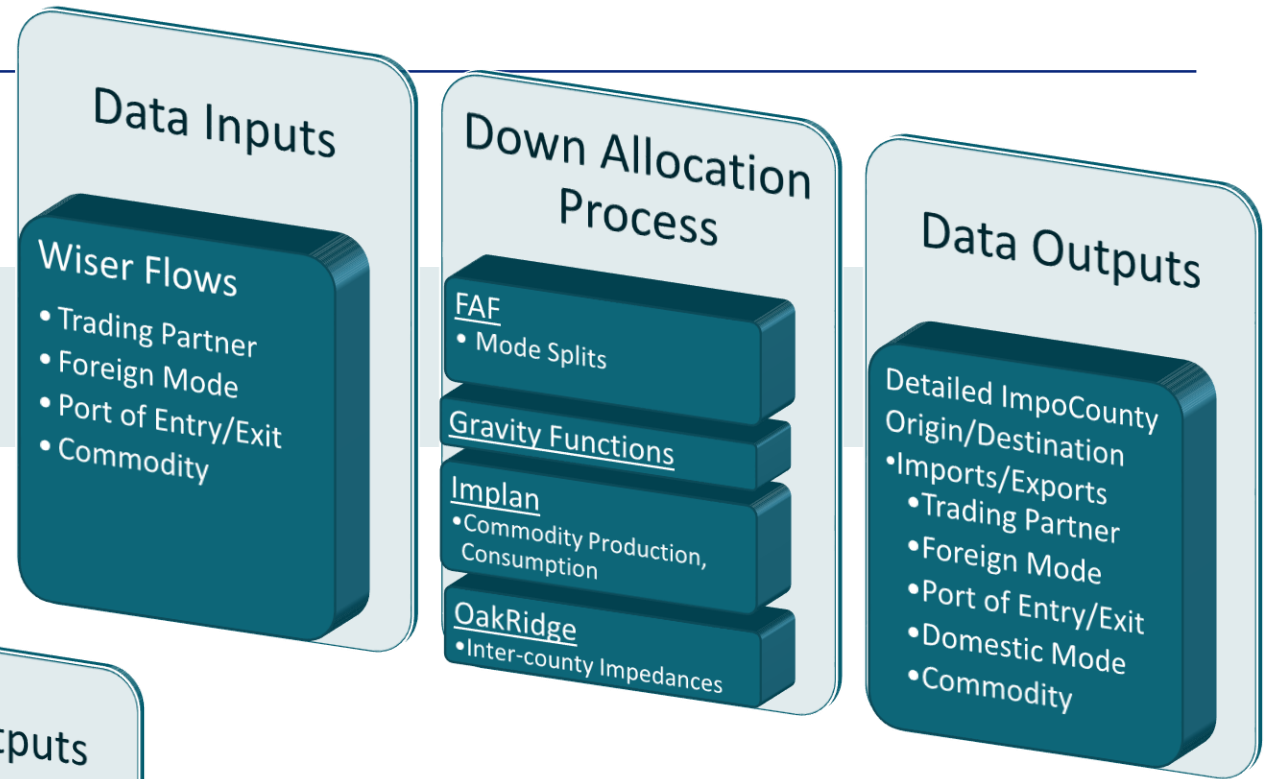 Data Inputs
Wiser Flows
• Trading Partner
• Foreign Mode
• Port of Entry/Exit
• Commodity
Down Allocation
Process
FAF
• Mode Splits
Gravity Functions
Implan
•Commodity Production,
Consumption
OakRidge
•Inter-county Impedances
Data Outputs
Detailed ImpoCounty
Origin/Destination
•Imports/Exports
•Trading Partner
•Foreign Mode
•Port of Entry/Exit
•Domestic Mode
•Commodity